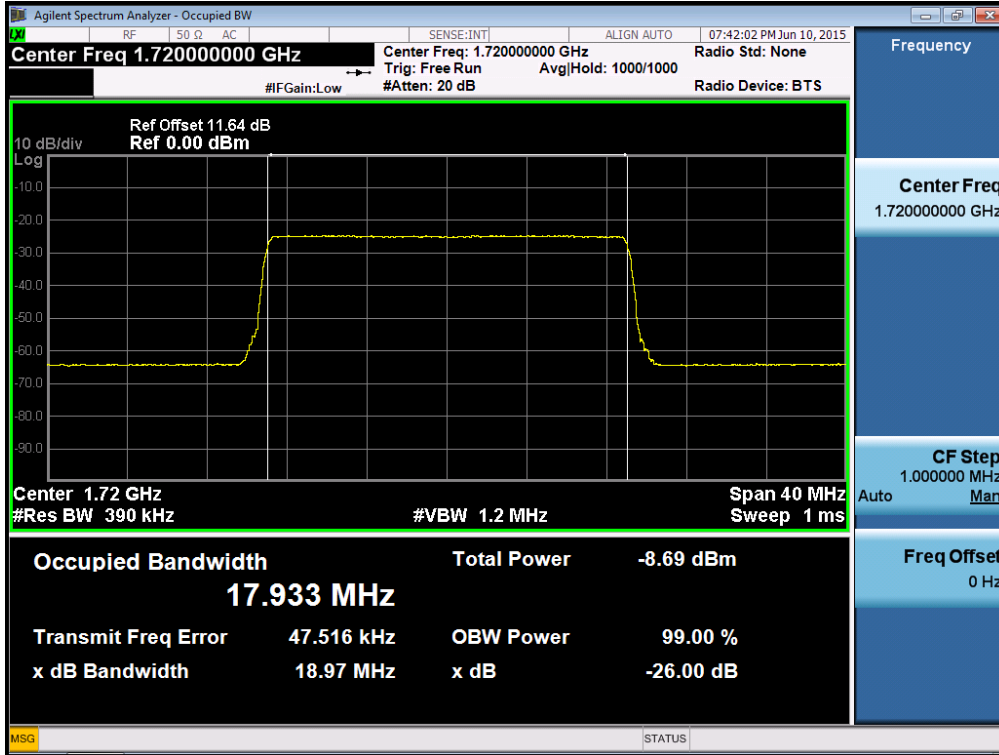 Agilent Spectrum Analyzer - Occupied BW
LXI RF 50 Ω AC SENSE:INT ALIGN AUTO 07:42:02 PM Jun 10, 2015
Center Freq 1.720000000 GHz
Center Freq: 1.720000000 GHz
Radio Std: None
Trig: Free Run Avg|Hold: 1000/1000
#IFGain:Low
#Atten: 20 dB
Radio Device: BTS
Ref Offset 11.64 dB
10 dB/div Ref 0.00 dBm
Log
-10.0
-20.0
-30.0
-40.0
-50.0
-60.0
-70.0
-80.0
-90.0
Center 1.72 GHz Span 40 MHz
#Res BW 390 kHz #VBW 1.2 MHz Sweep 1 ms
Occupied Bandwidth Total Power -8.69 dBm
17.933 MHz
Transmit Freq Error 47.516 kHz OBW Power 99.00 %
x dB Bandwidth 18.97 MHz x dB -26.00 dB
MSG STATUS
Frequency
Center Freq
1.720000000 GHz
CF Step
1.000000 MHz
Auto Man
Freq Offset
0 Hz